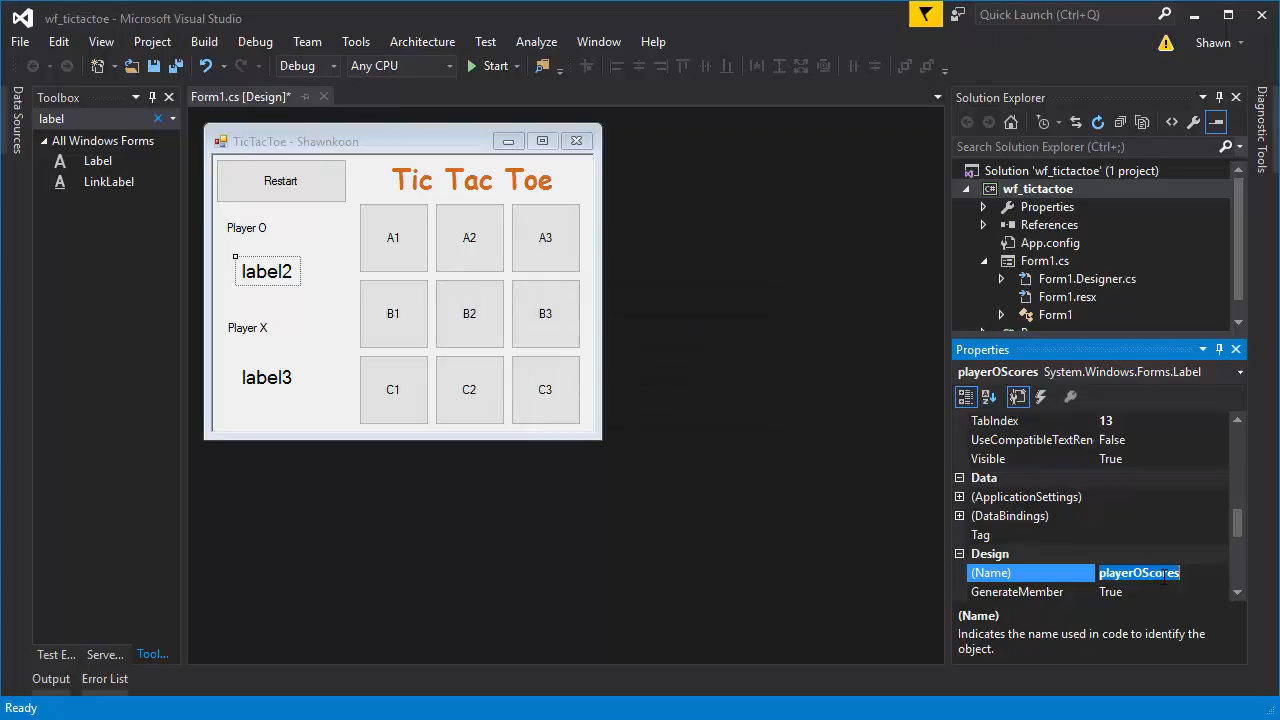 wf_tictactoe - Microsoft Visual Studio
Quick Launch (Ctrl+Q)
File Edit View Project Build Debug Team Tools Architecture Test Analyze Window Help
Shawn
Debug Any CPU Start
Data Sources
Toolbox
label
All Windows Forms
A Label
A LinkLabel
Test E... Serve... Tool...
Form1.cs [Design]*
TicTacToe - Shawnkoon
Restart
Tic Tac Toe
Player O
label2
Player X
label3
A1 A2 A3
B1 B2 B3
C1 C2 C3
Solution Explorer
Search Solution Explorer (Ctrl+;)
Solution 'wf_tictactoe' (1 project)
C# wf_tictactoe
Properties
References
App.config
Form1.cs
Form1.Designer.cs
Form1.resx
Form1
Diagnostic Tools
Properties
playerOScores System.Windows.Forms.Label
TabIndex 13
UseCompatibleTextRen False
Visible True
Data
(ApplicationSettings)
(DataBindings)
Tag
Design
(Name) playerOScores
GenerateMember True
(Name)
Indicates the name used in code to identify the
object.
Output Error List
Ready